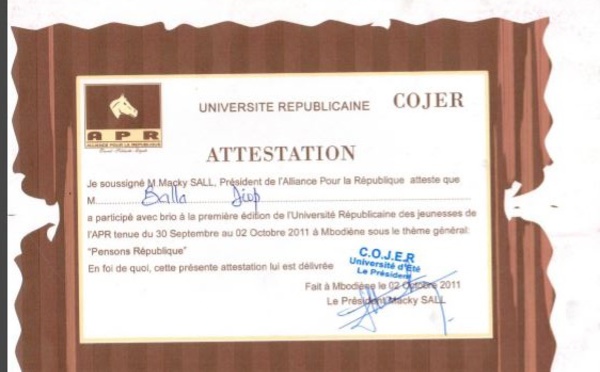 UNIVERSITE REPUBLICAINE COJER
APR
ALLIANCE POUR LA REPUBLIQUE
ATTESTATION
Je soussigné M.Macky SALL, Président de l'Alliance Pour la République atteste que
M. Balla Diop
a participé avec brio à la première édition de l'Université Républicaine des jeunesses de
l'APR tenue du 30 Septembre au 02 Octobre 2011 à Mbodiène sous le thème général:
"Pensons République"
En foi de quoi, cette présente attestation lui est délivrée
C.O.J.E.R
Université d'Eté
Le Président
Fait à Mbodiène le 02 Octobre 2011
Le Président Macky SALL